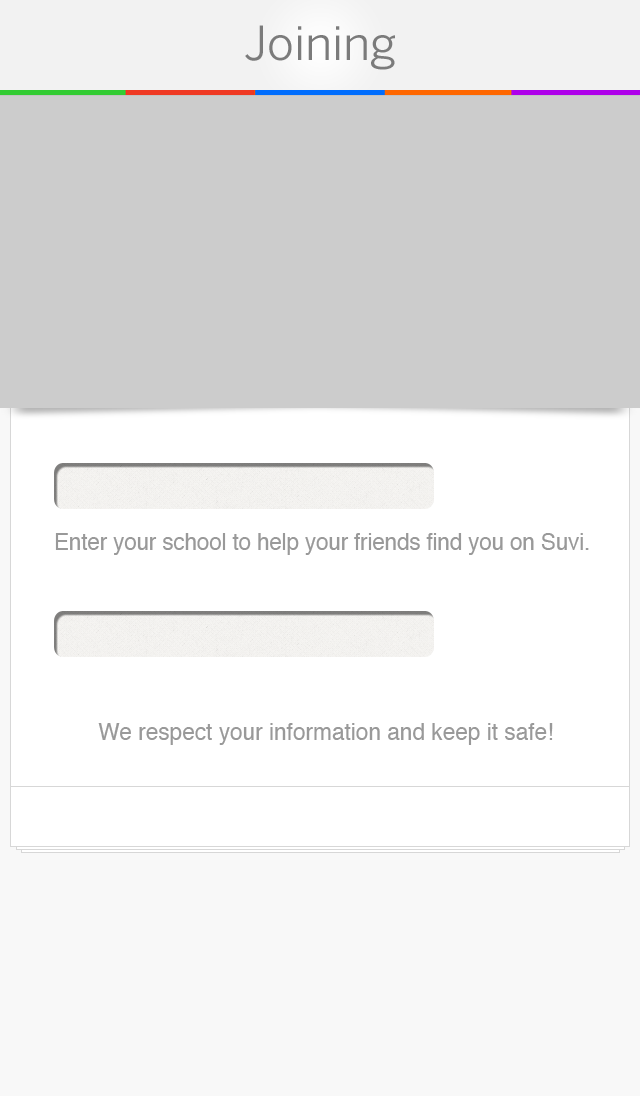 Joining
Enter your school to help your friends find you on Suvi.
We respect your information and keep it safe!